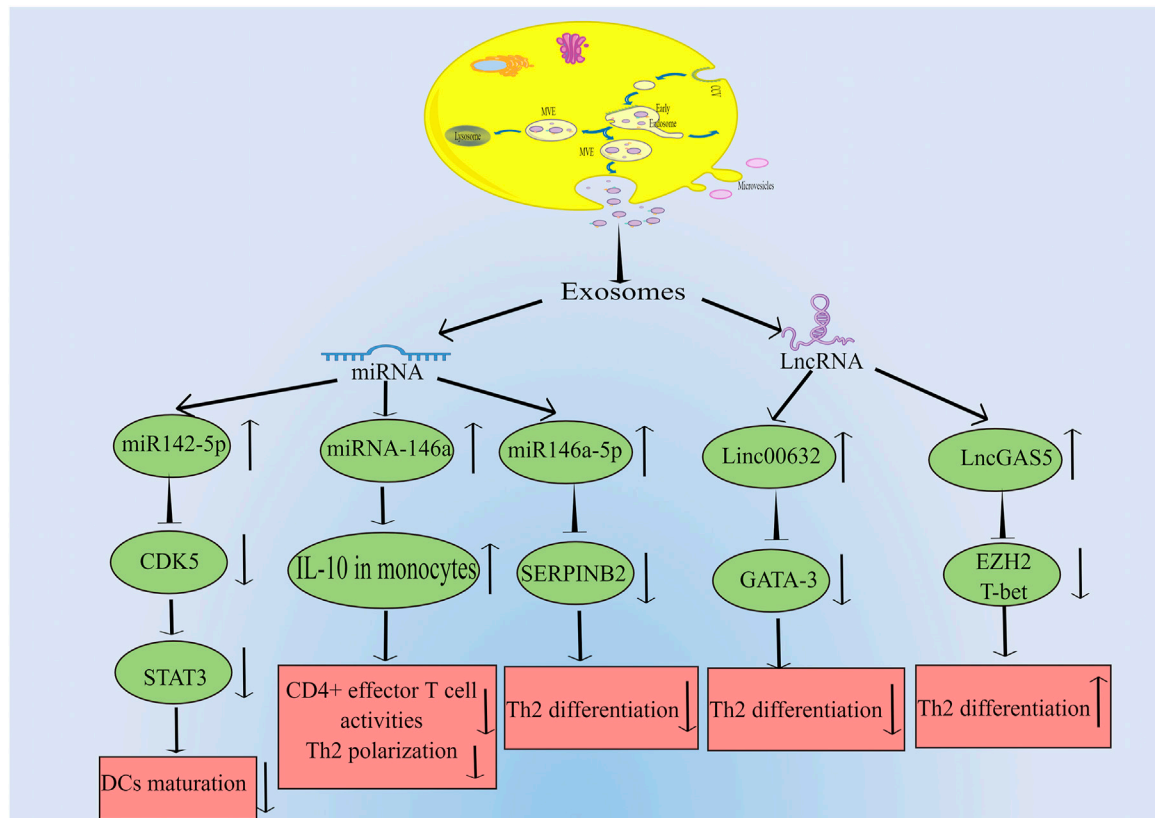 CCV
Early
Endosome
MVE
Lysosome
MVE
Microvesicles
Exosomes
miRNA
LncRNA
miR142-5p
miRNA-146a
miR146a-5p
Linc00632
LncGAS5
CDK5
IL-10 in monocytes
SERPINB2
GATA-3
EZH2
T-bet
STAT3
CD4+ effector T cell
activities
Th2 polarization
Th2 differentiation
Th2 differentiation
Th2 differentiation
DCs maturation